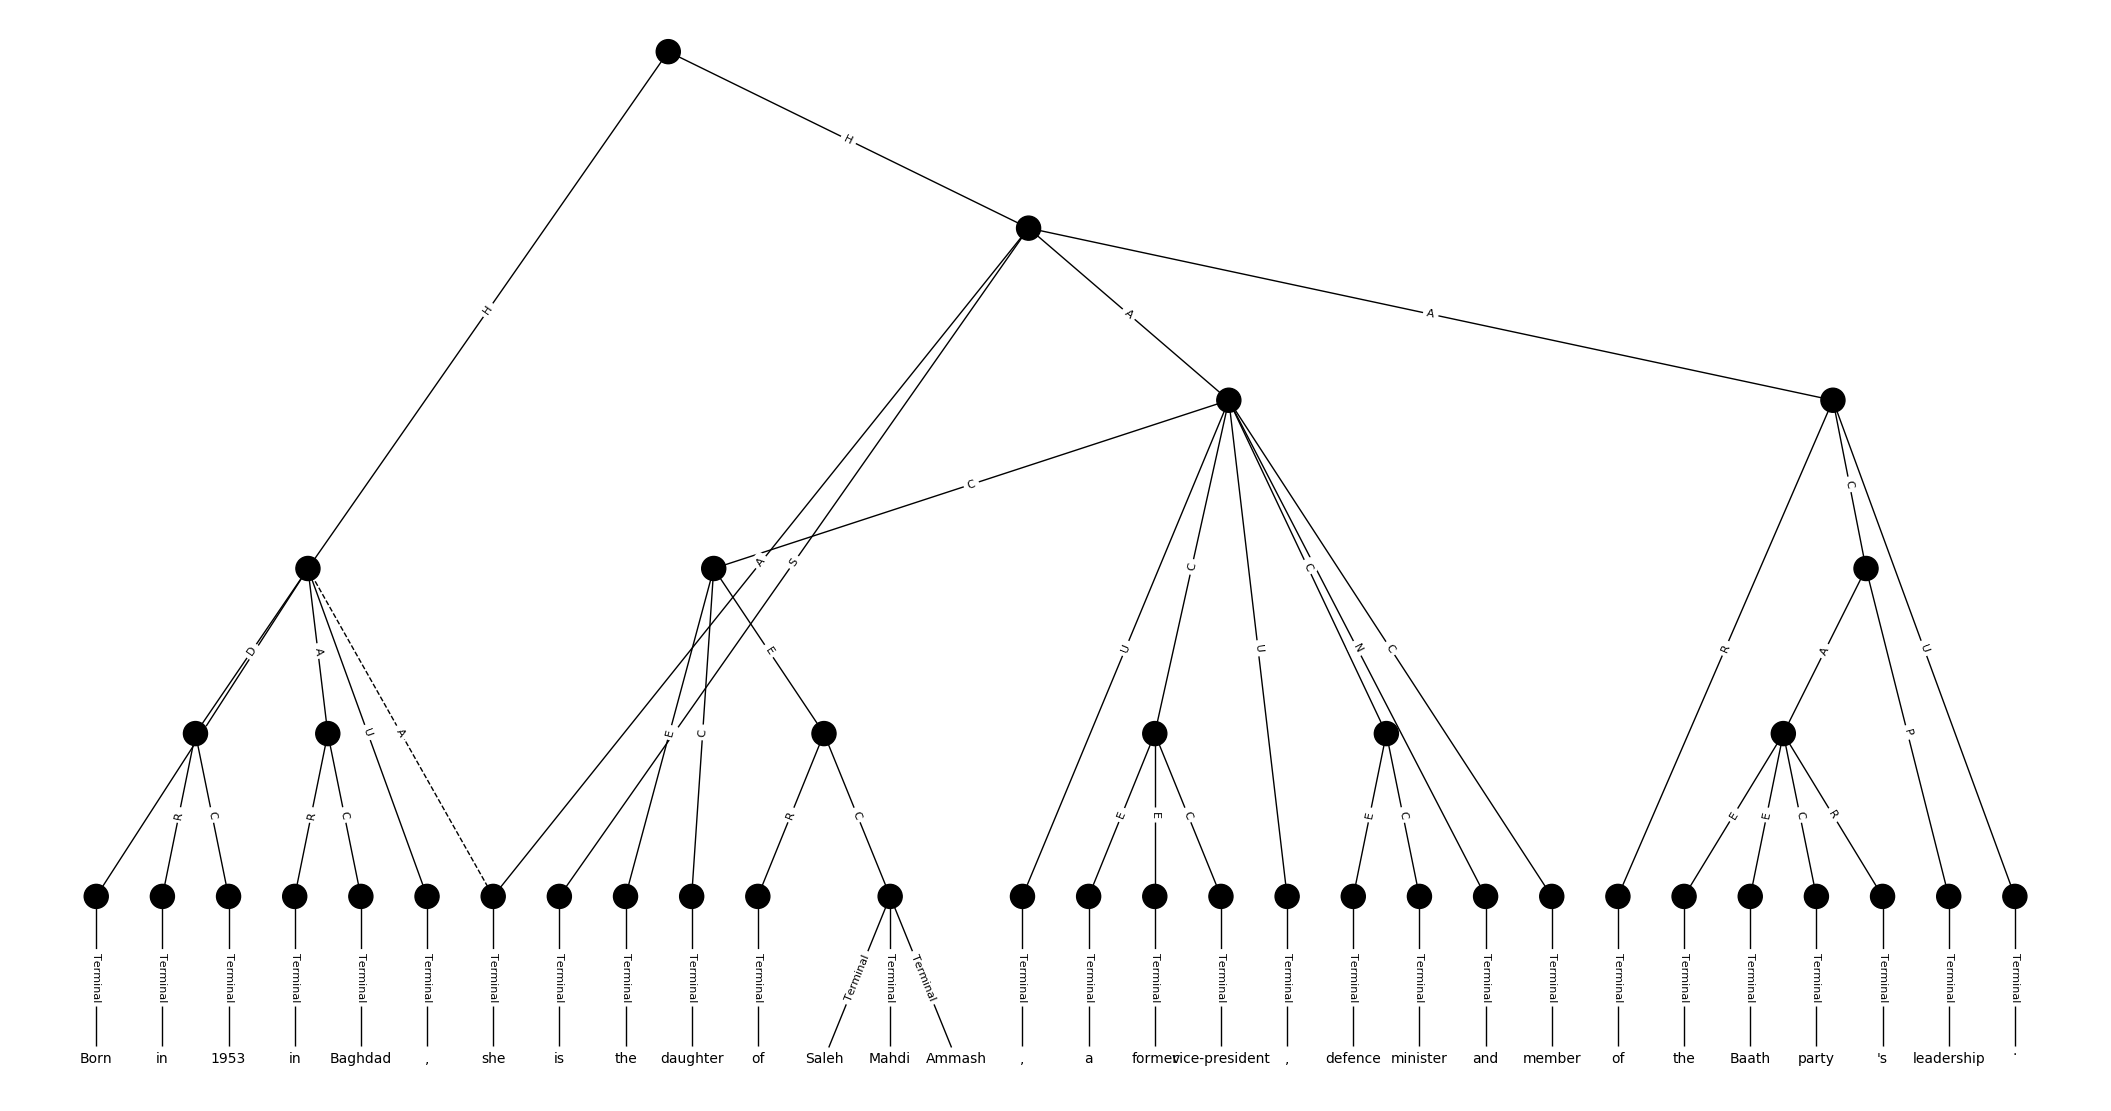 H
H
A
A
C
C
A
S
C
C
D
A
E
U
U
N
C
R
A
U
U
A
E
C
P
R
C
R
C
R
C
E
E
C
E
C
E
E
C
R
Terminal Terminal Terminal Terminal Terminal Terminal Terminal Terminal Terminal Terminal Terminal Terminal Terminal Terminal Terminal Terminal Terminal Terminal Terminal Terminal Terminal Terminal Terminal Terminal Terminal Terminal Terminal Terminal Terminal Terminal
Born in 1953 in Baghdad , she is the daughter of Saleh Mahdi Ammash , a former vice-president , defence minister and member of the Baath party 's leadership .